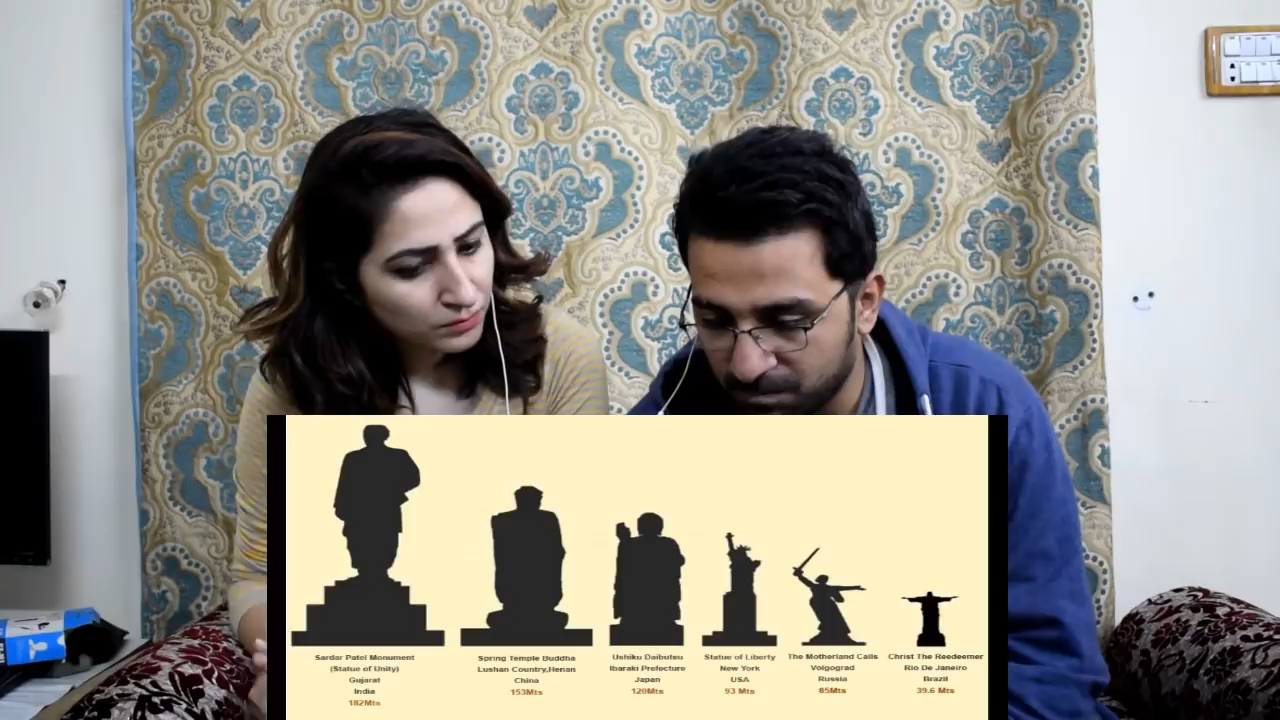 Sardar Patel Monument
(Statue of Unity)
Gujarat
India
182Mts
Spring Temple Buddha
Lushan Country,Henan
China
153Mts
Ushiku Daibutsu
Ibaraki Prefecture
Japan
120Mts
Statue of Liberty
New York
USA
93 Mts
The Motherland Calls
Volgograd
Russia
85Mts
Christ The Reedeemer
Rio De Janeiro
Brazil
39.6 Mts